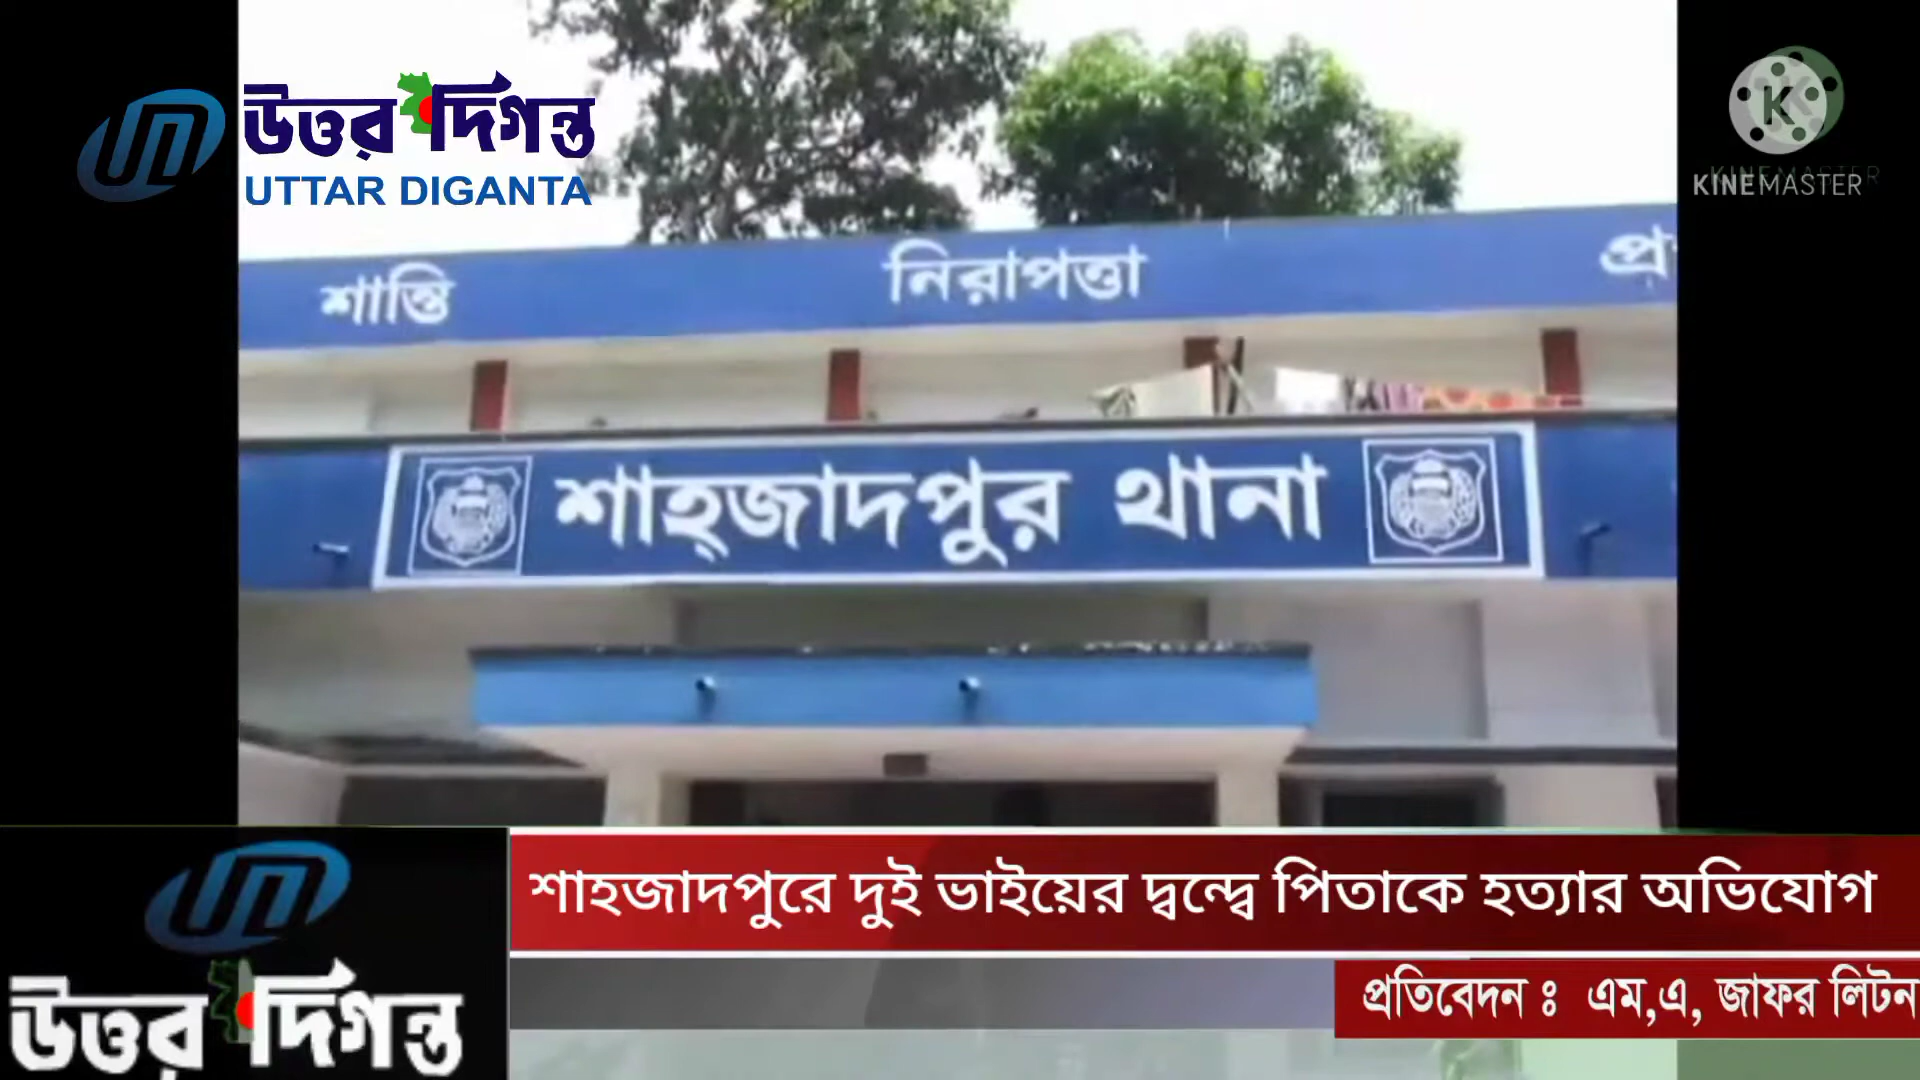 উত্তর দিগন্ত
UTTAR DIGANTA
K
KINEMASTER
শান্তি নিরাপত্তা
শাহ্জাদপুর থানা
শাহজাদপুরে দুই ভাইয়ের দ্বন্দ্বে পিতাকে হত্যার অভিযোগ
প্রতিবেদন ঃ এম,এ, জাফর লিটন
উত্তর দিগন্ত